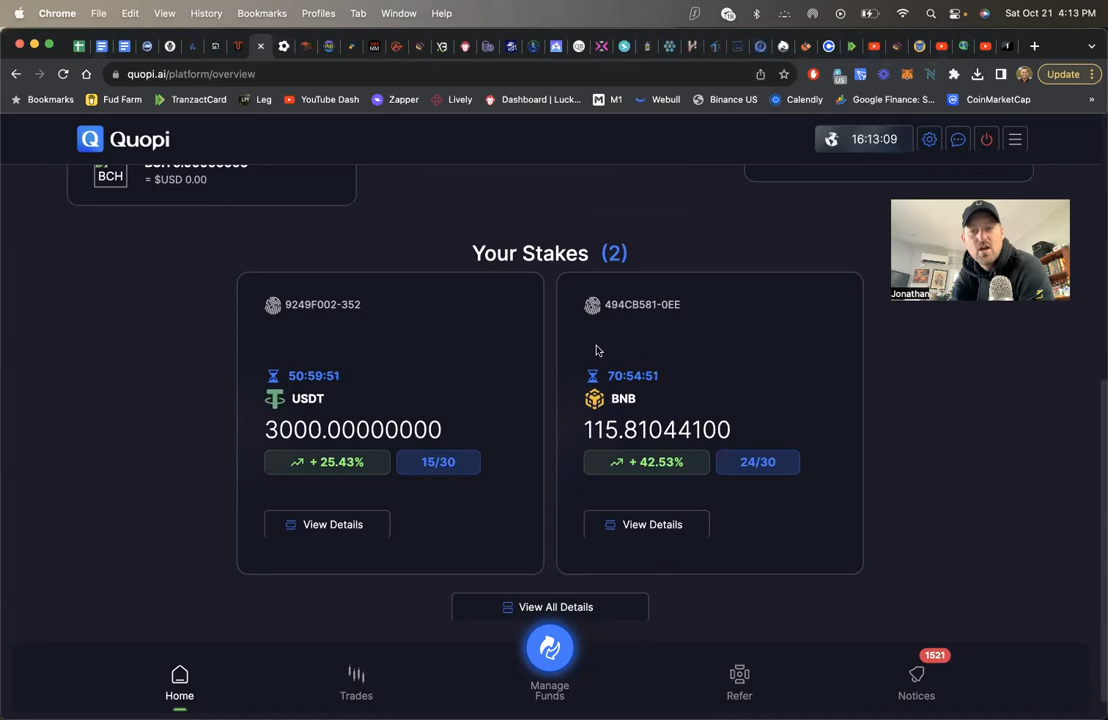 Chrome File Edit View History Bookmarks Profiles Tab Window Help Sat Oct 21 4:13 PM
quopi.ai/platform/overview Update
Bookmarks Fud Farm TranzactCard Leg YouTube Dash Zapper Lively Dashboard | Luck... M1 Webull Binance US Calendly Google Finance: S... CoinMarketCap »
Quopi 16:13:09
BCH
= $USD 0.00
Your Stakes (2)
Jonathan
9249F002-352 494CB581-0EE
50:59:51 70:54:51
USDT BNB
3000.00000000 115.81044100
+ 25.43% 15/30 + 42.53% 24/30
View Details View Details
View All Details
1521
Home Trades Manage Funds Refer Notices